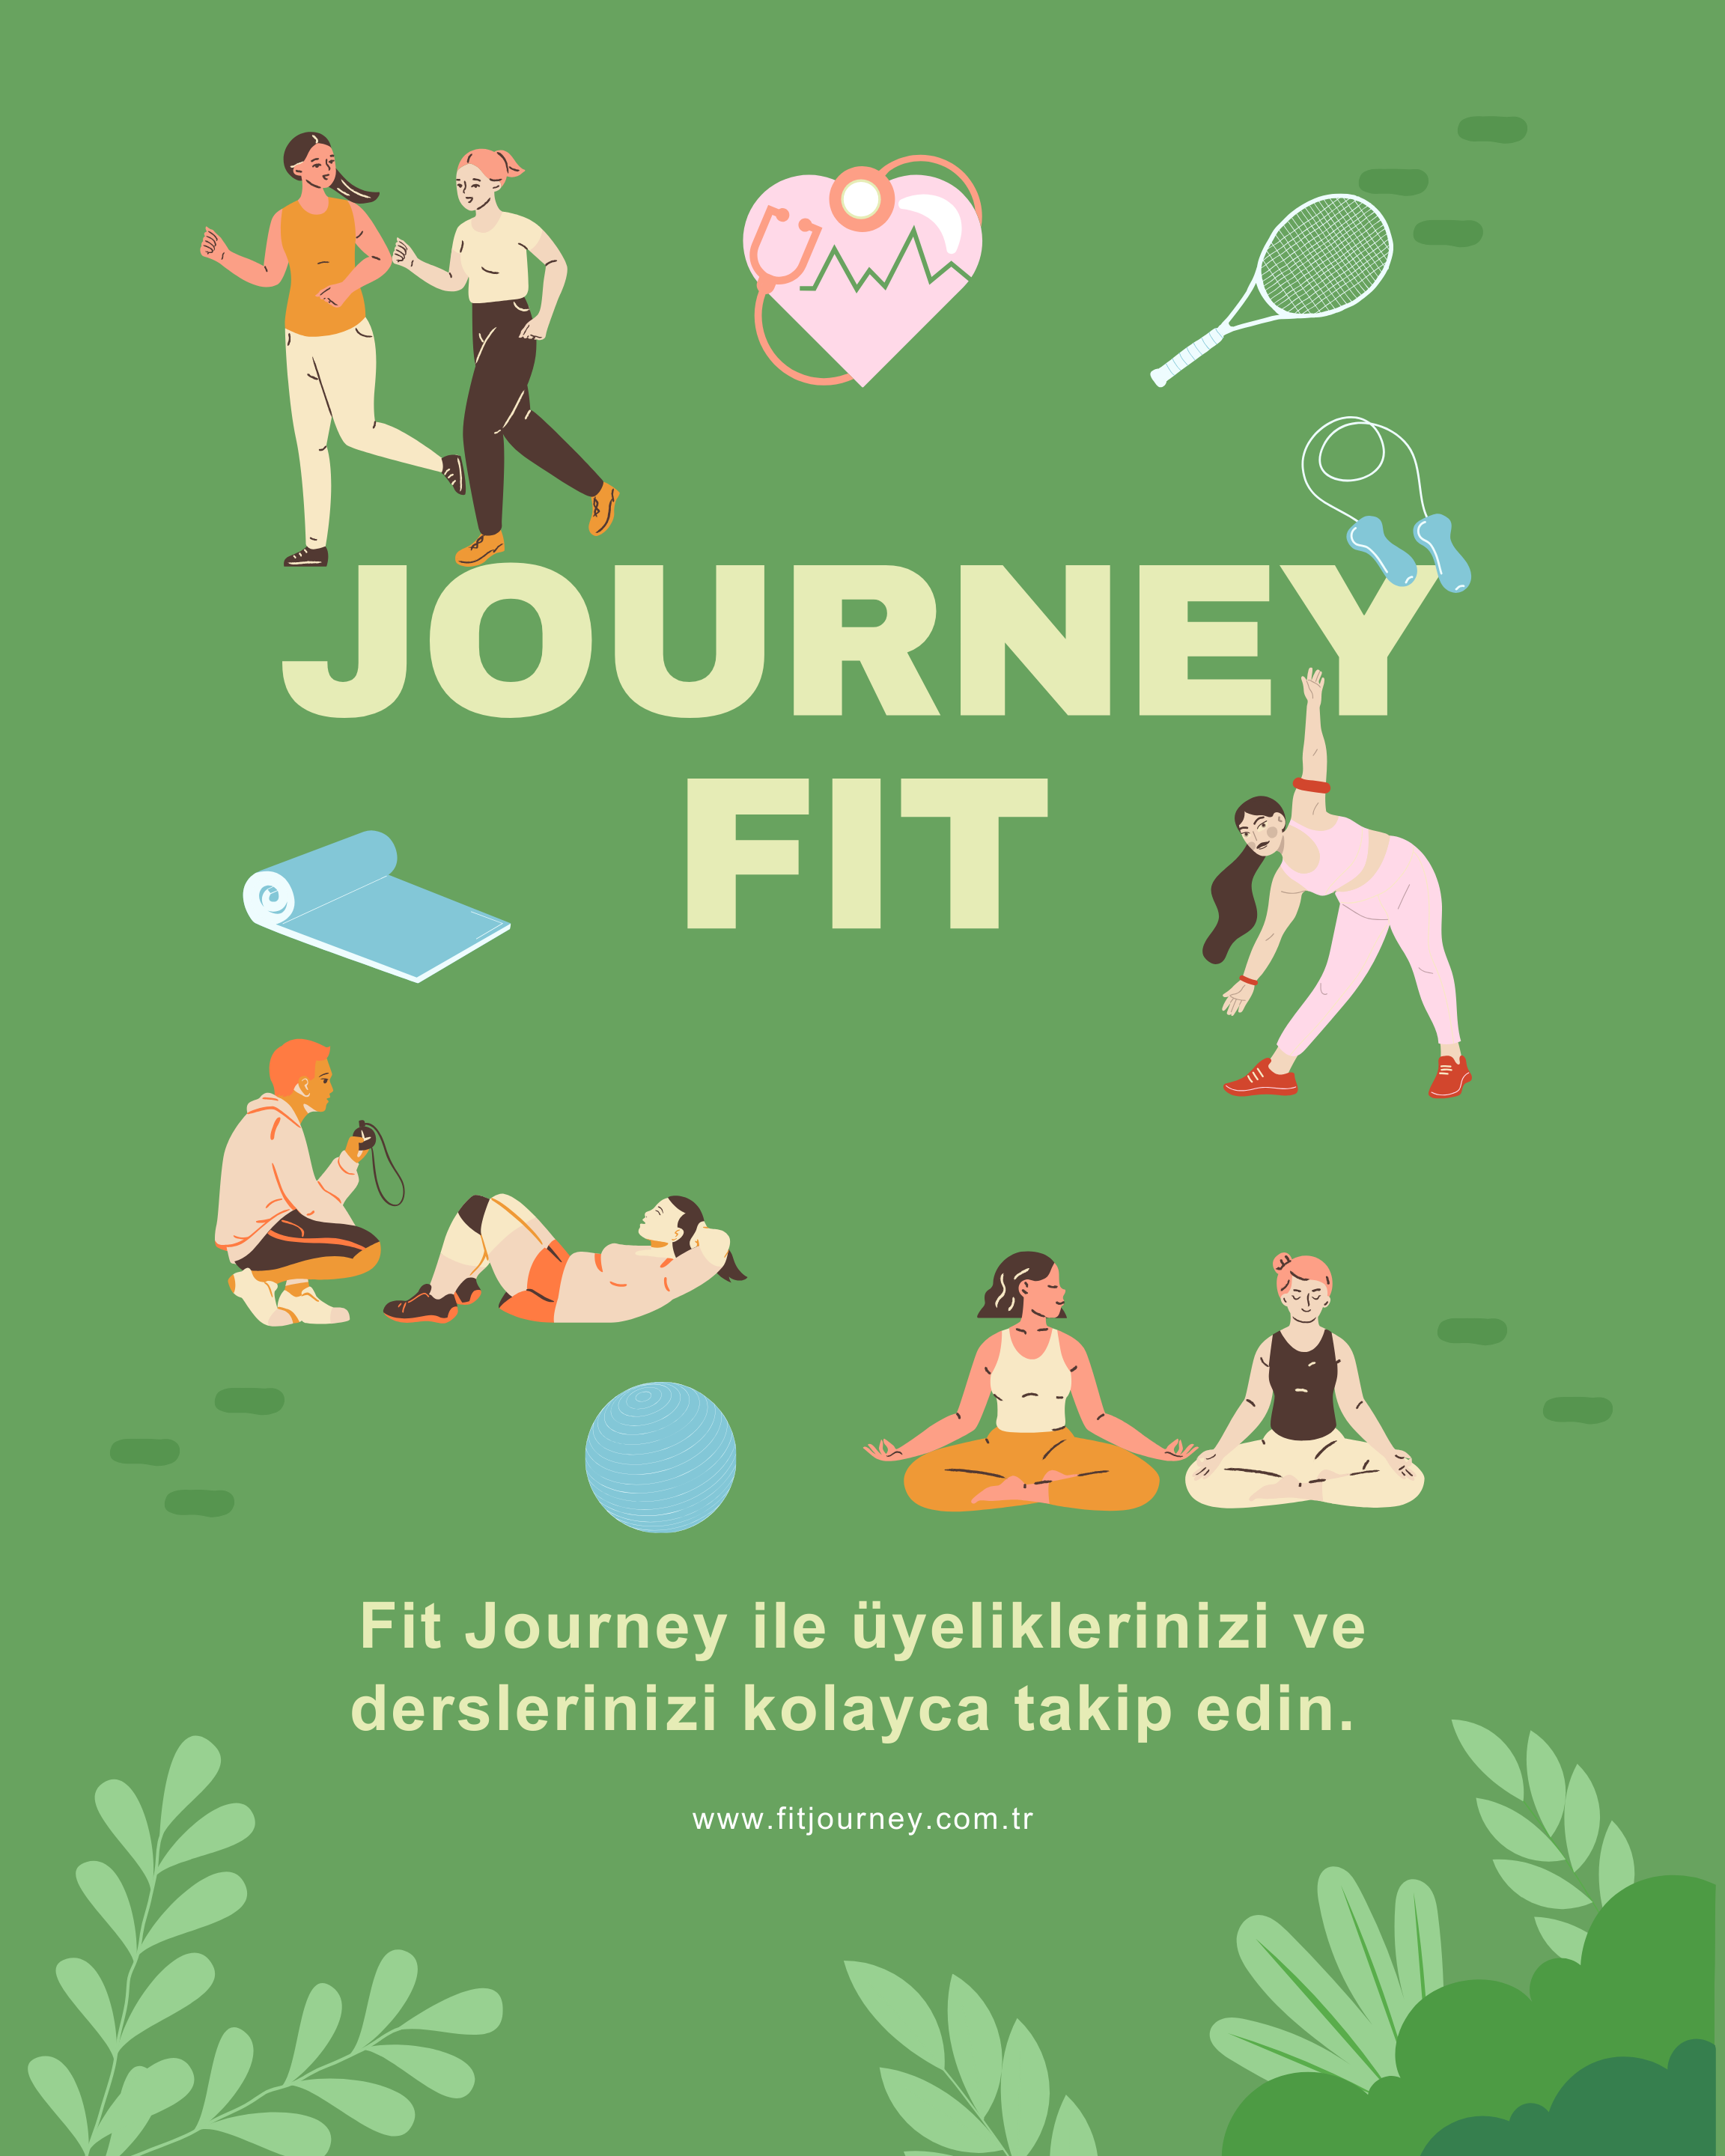 JOURNEY
FIT
Fit Journey ile üyeliklerinizi ve
derslerinizi kolayca takip edin.
www.fitjourney.com.tr